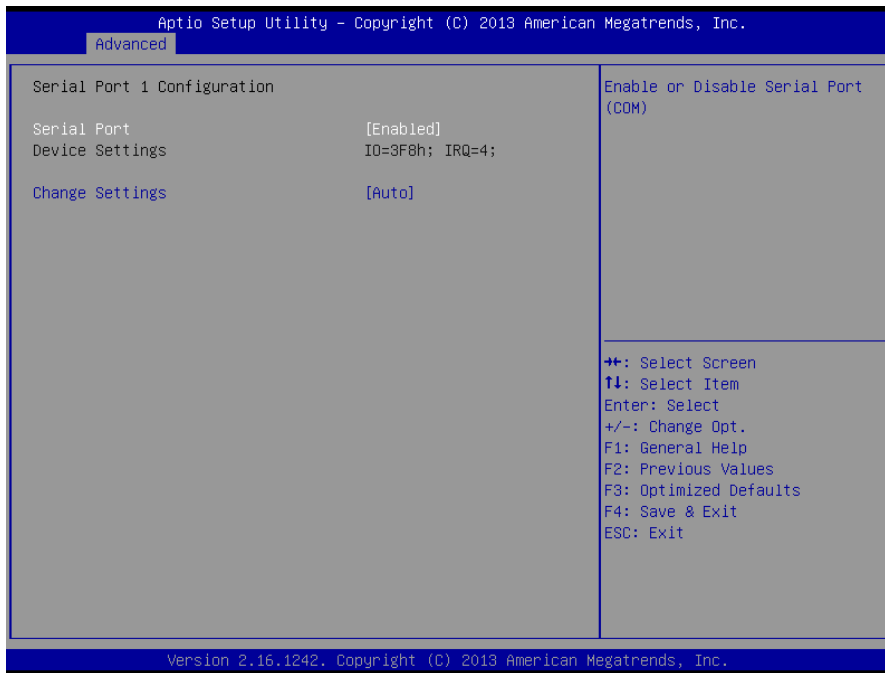 Aptio Setup Utility – Copyright (C) 2013 American Megatrends, Inc.
Advanced
Serial Port 1 Configuration
Serial Port [Enabled]
Device Settings IO=3F8h; IRQ=4;
Change Settings [Auto]
Enable or Disable Serial Port
(COM)
→←: Select Screen
↑↓: Select Item
Enter: Select
+/-: Change Opt.
F1: General Help
F2: Previous Values
F3: Optimized Defaults
F4: Save & Exit
ESC: Exit
Version 2.16.1242. Copyright (C) 2013 American Megatrends, Inc.